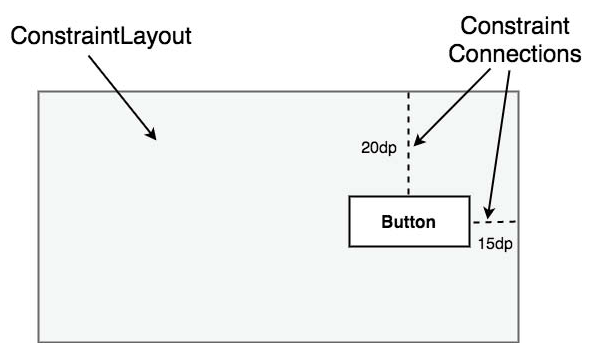 ConstraintLayout
Constraint
Connections
20dp
Button
15dp